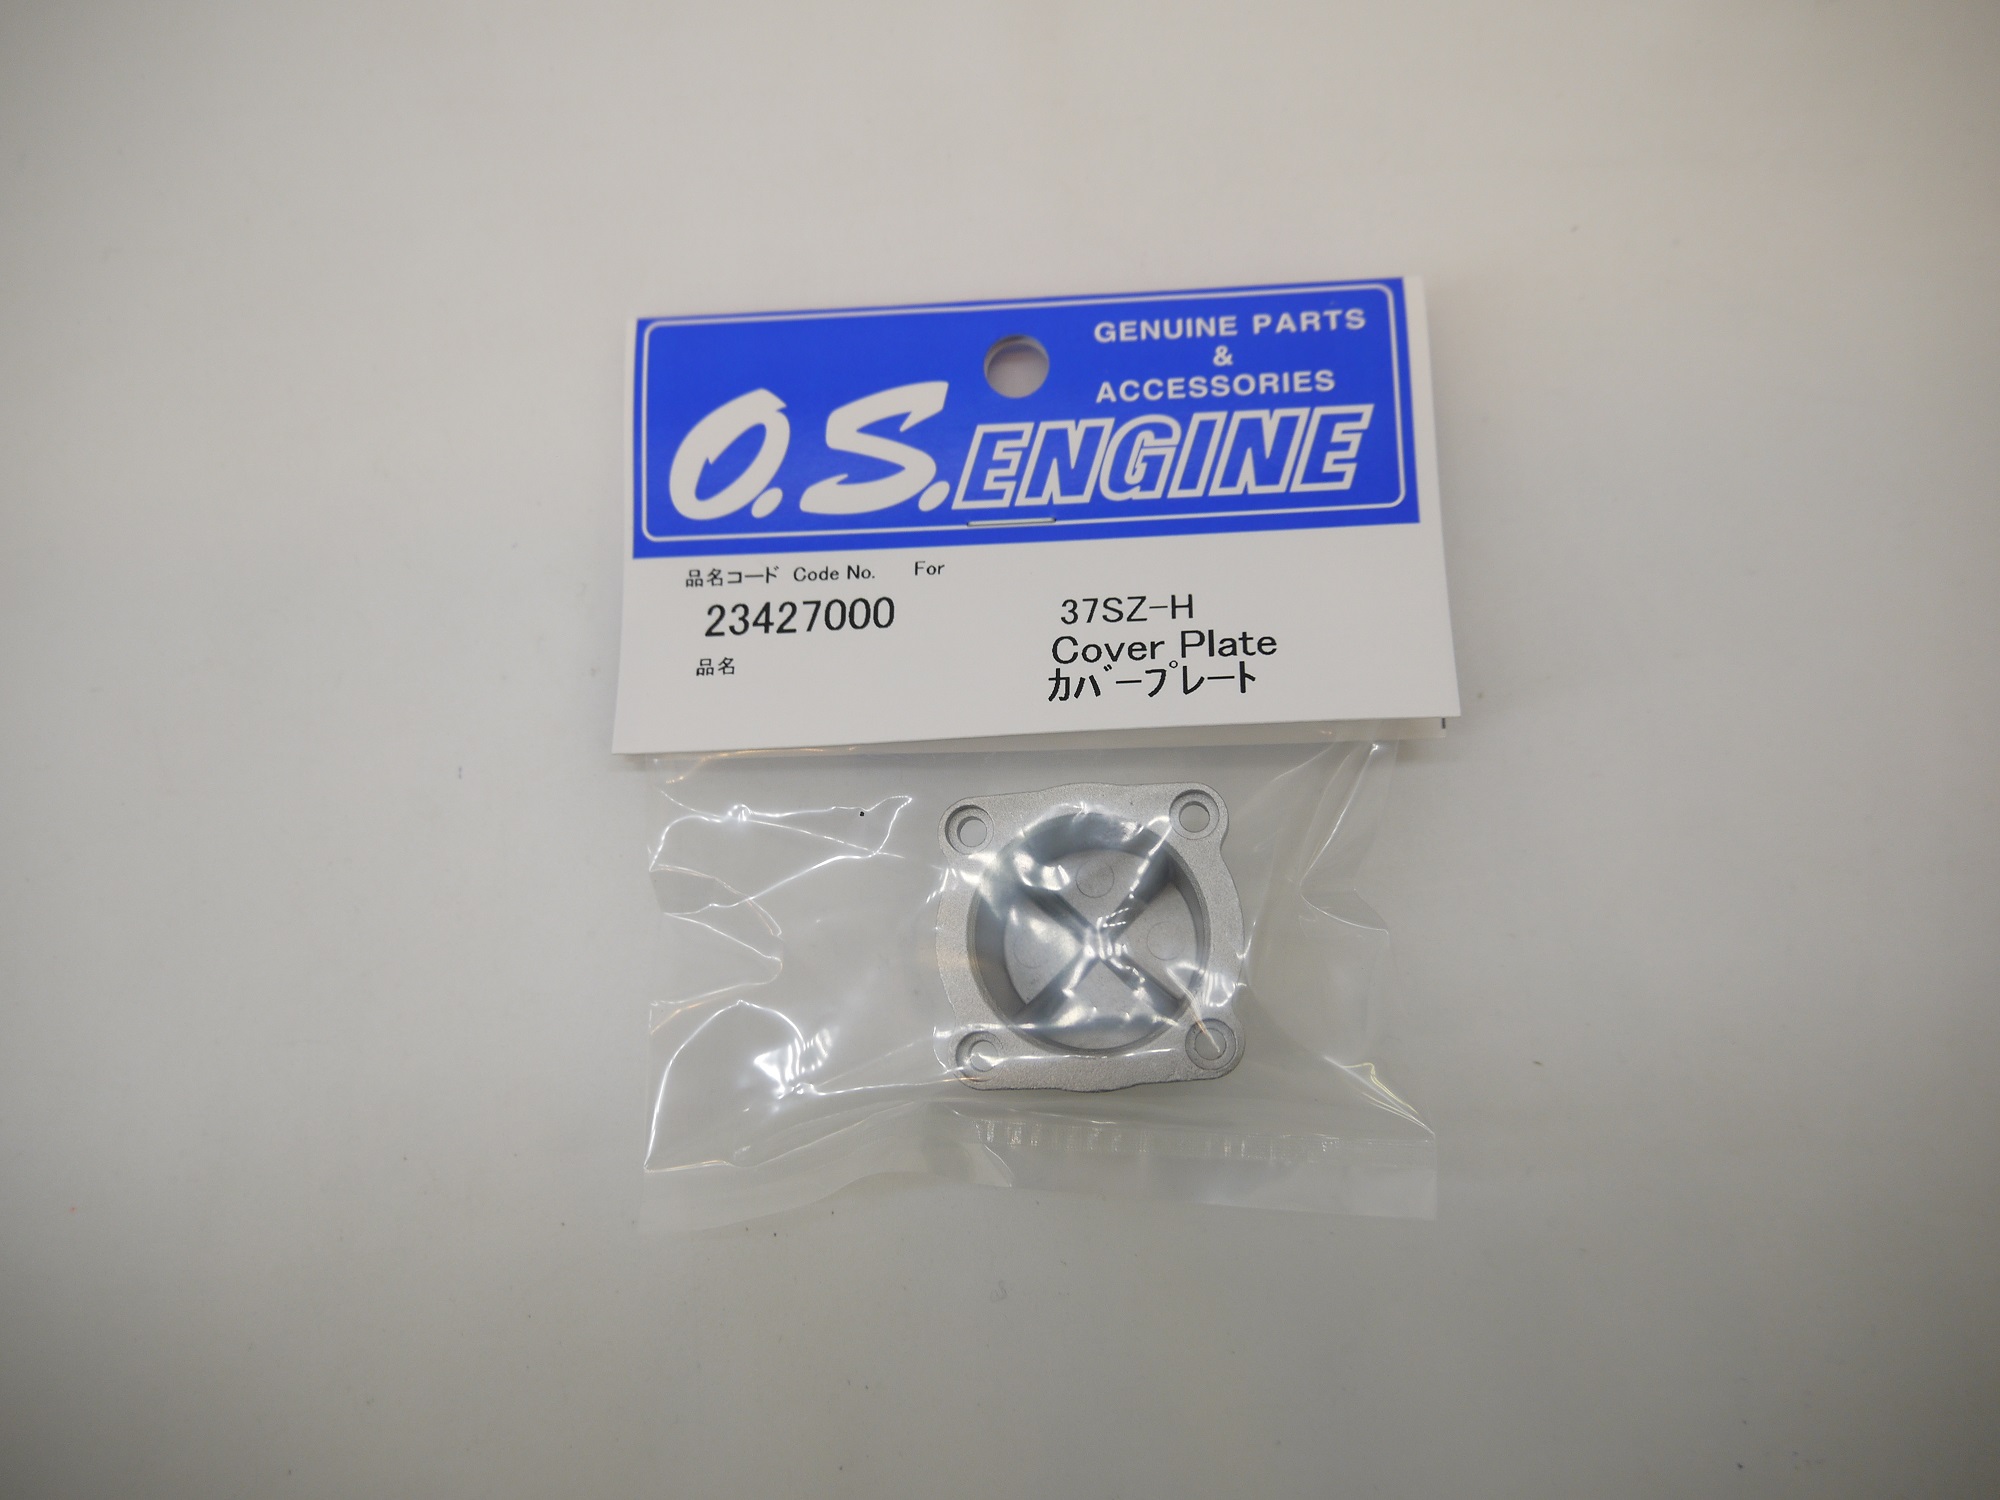 GENUINE PARTS
&
ACCESSORIES
O.S. ENGINE
品名コード Code No. For
23427000
37SZ-H
品名
Cover Plate
カバープレート